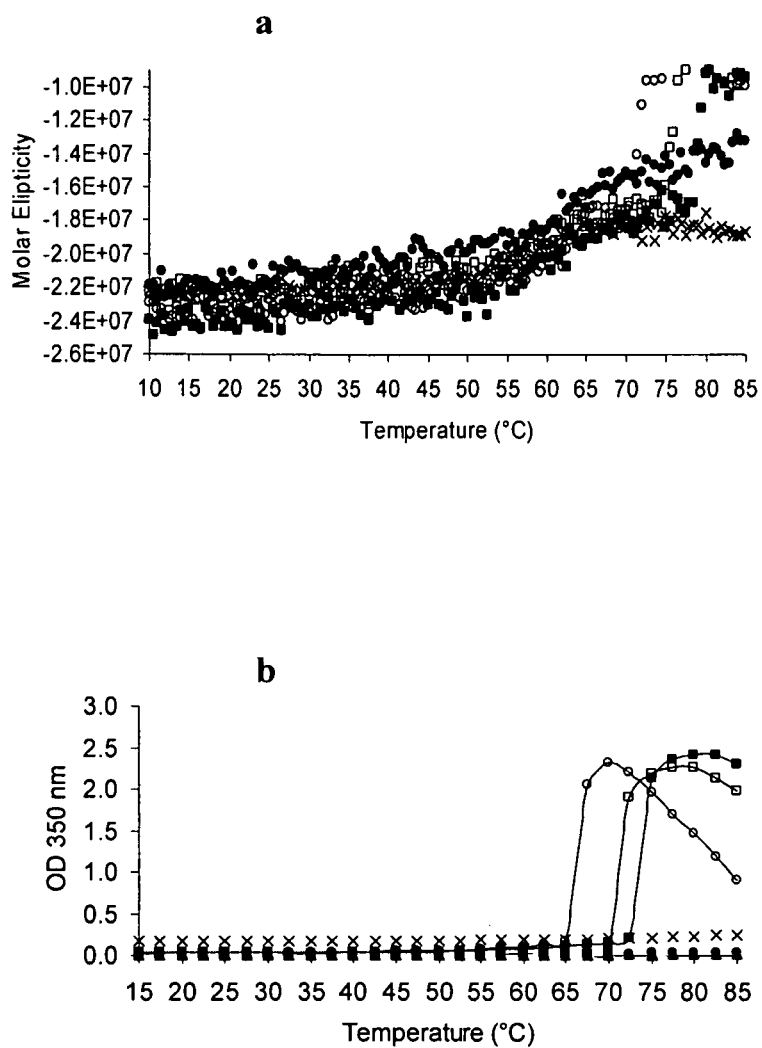 a
-1.0E+07
-1.2E+07
-1.4E+07
-1.6E+07
-1.8E+07
-2.0E+07
-2.2E+07
-2.4E+07
-2.6E+07
Molar Elipticity
10 15 20 25 30 35 40 45 50 55 60 65 70 75 80 85
Temperature (°C)
b
3.0
2.5
2.0
1.5
1.0
0.5
0.0
OD 350 nm
15 20 25 30 35 40 45 50 55 60 65 70 75 80 85
Temperature (°C)